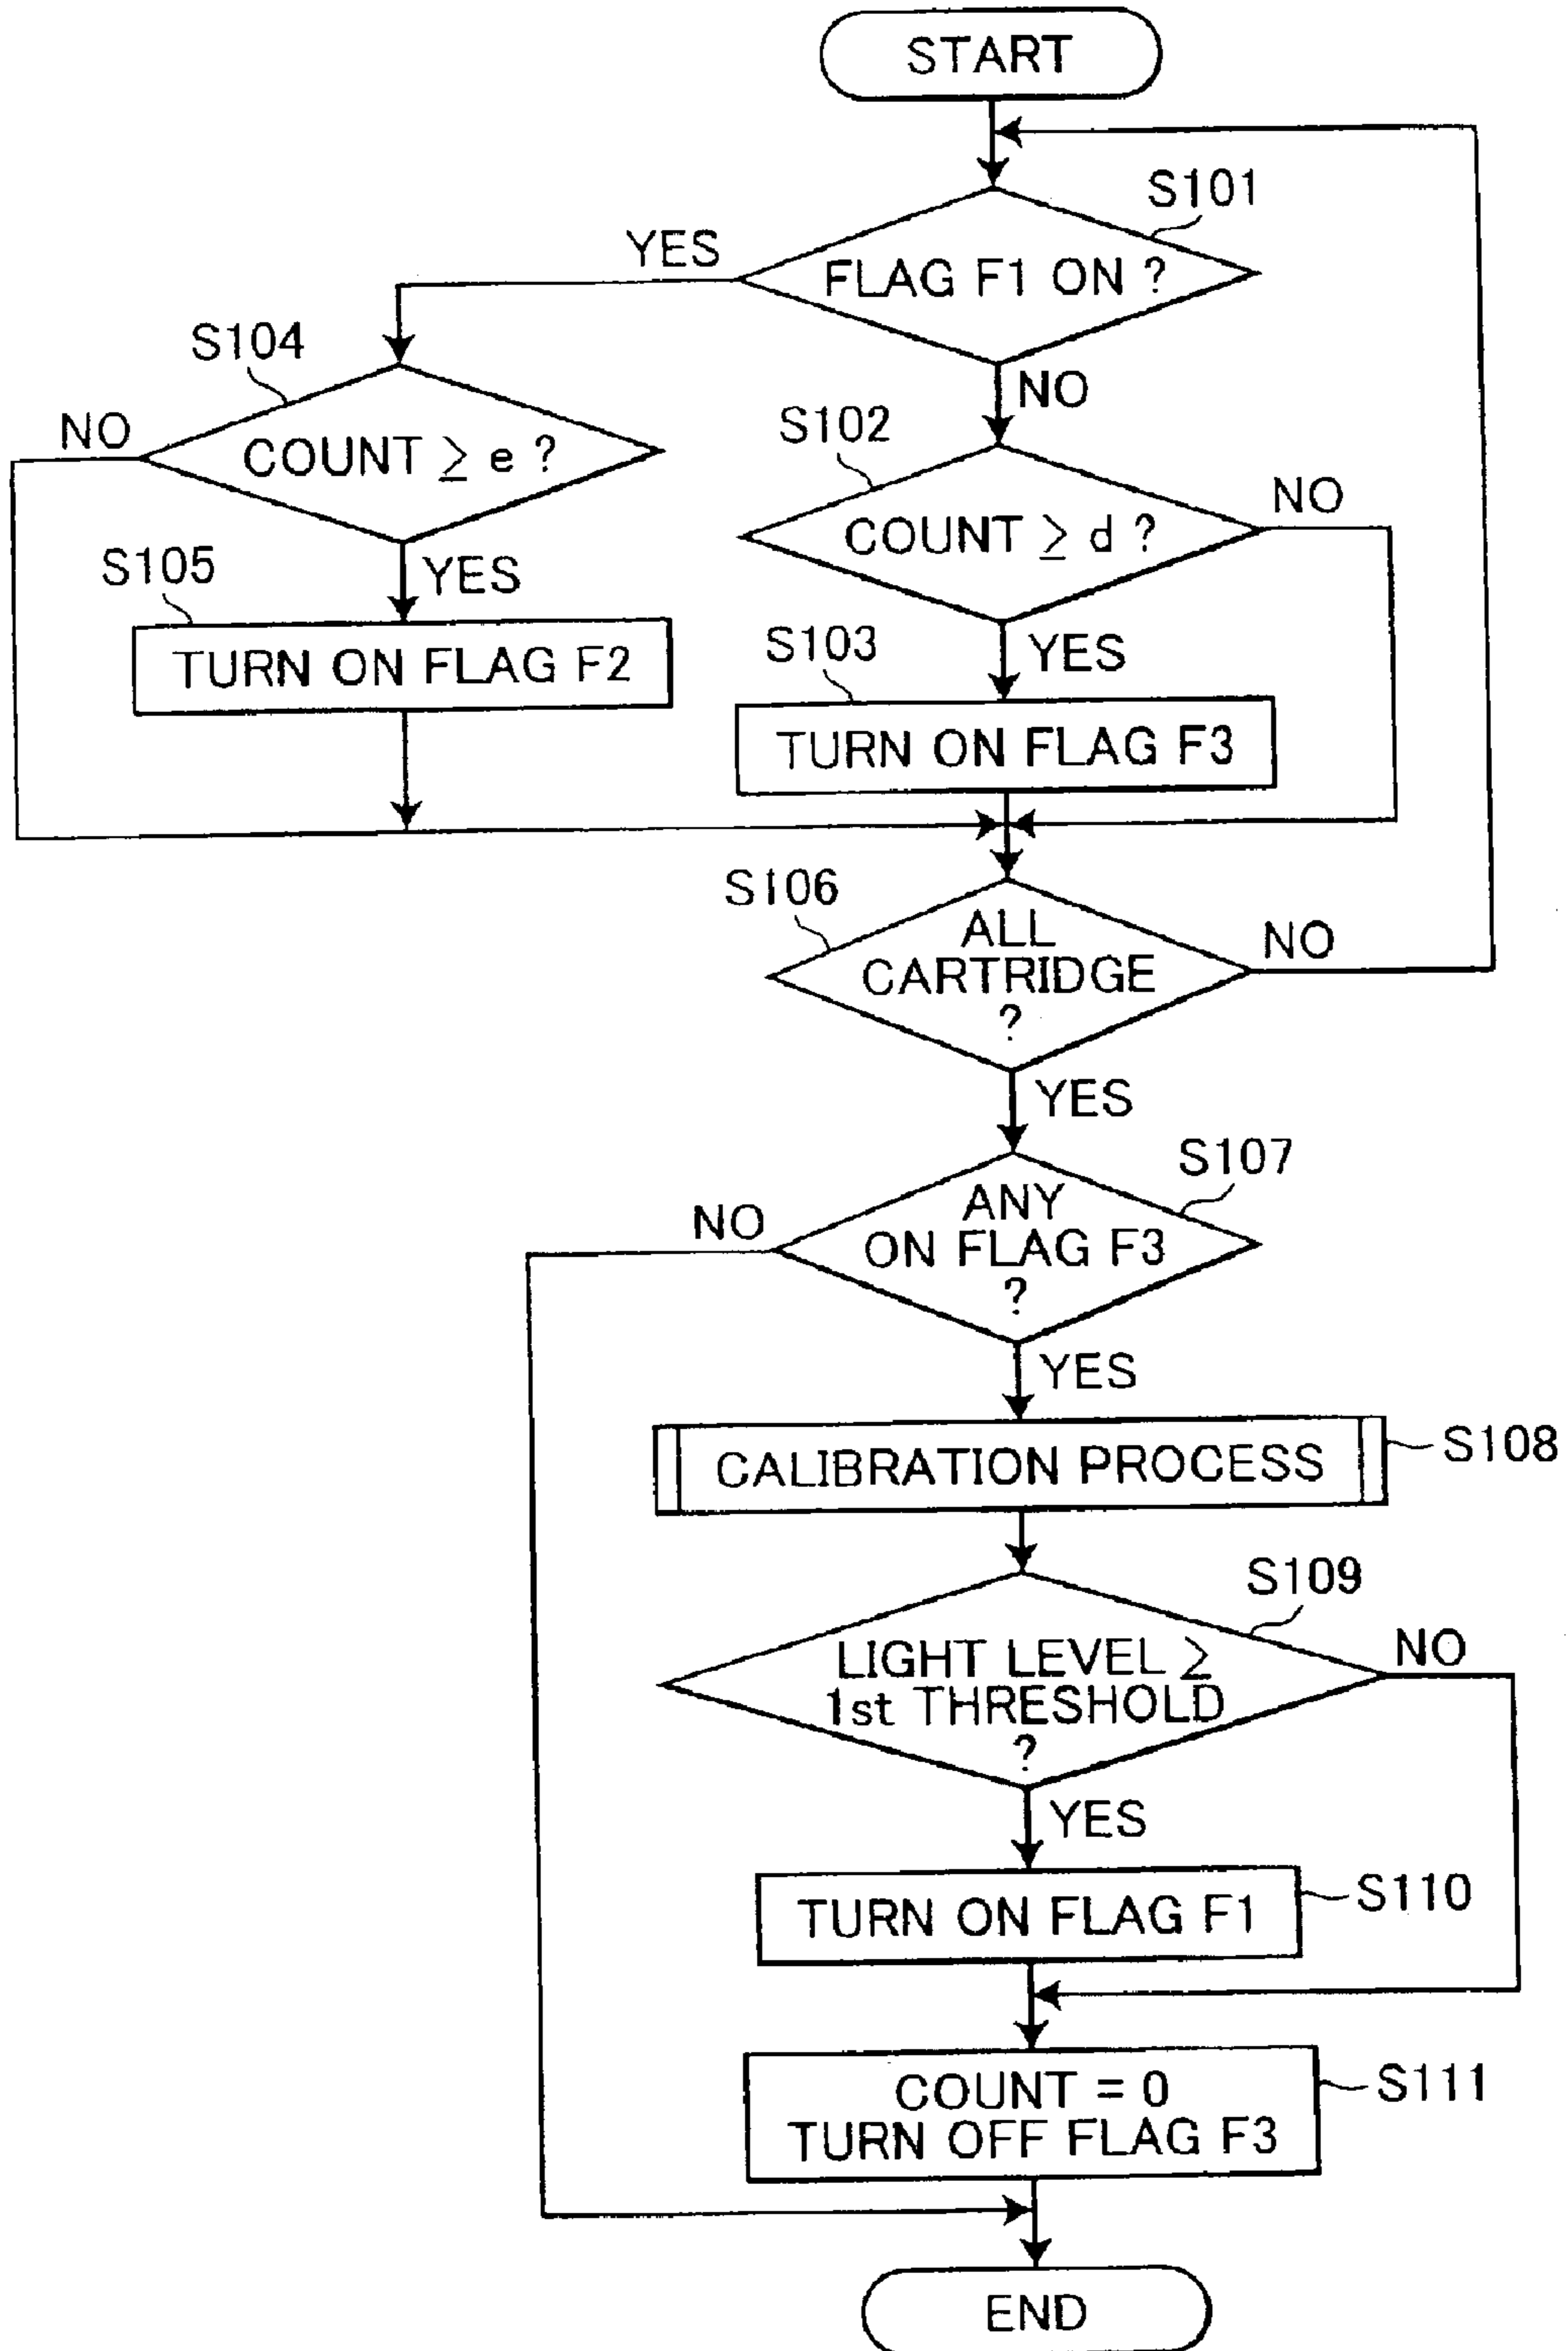 START
S101
YES
FLAG F1 ON ?
S104
NO
S102
NO
COUNT ≥ e ?
NO
COUNT ≥ d ?
S105
YES
S103
YES
TURN ON FLAG F2
TURN ON FLAG F3
S106
ALL
CARTRIDGE
?
NO
YES
S107
NO
ANY
ON FLAG F3
?
YES
CALIBRATION PROCESS
S108
S109
LIGHT LEVEL ≥
1st THRESHOLD
?
NO
YES
TURN ON FLAG F1
S110
COUNT = 0
TURN OFF FLAG F3
S111
END